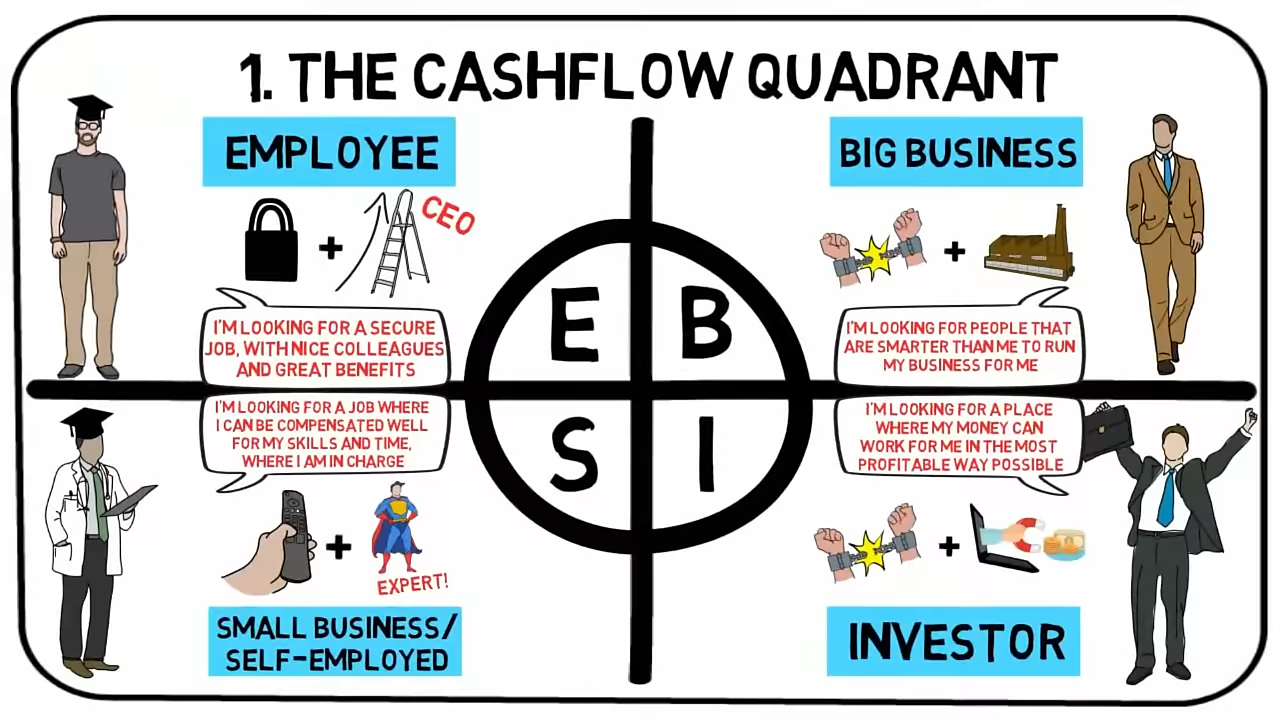 1. THE CASHFLOW QUADRANT
EMPLOYEE
CEO
I'M LOOKING FOR A SECURE
JOB, WITH NICE COLLEAGUES
AND GREAT BENEFITS
BIG BUSINESS
I'M LOOKING FOR PEOPLE THAT
ARE SMARTER THAN ME TO RUN
MY BUSINESS FOR ME
E
B
S
I
I'M LOOKING FOR A JOB WHERE
I CAN BE COMPENSATED WELL
FOR MY SKILLS AND TIME,
WHERE I AM IN CHARGE
EXPERT!
SMALL BUSINESS/
SELF-EMPLOYED
I'M LOOKING FOR A PLACE
WHERE MY MONEY CAN
WORK FOR ME IN THE MOST
PROFITABLE WAY POSSIBLE
INVESTOR